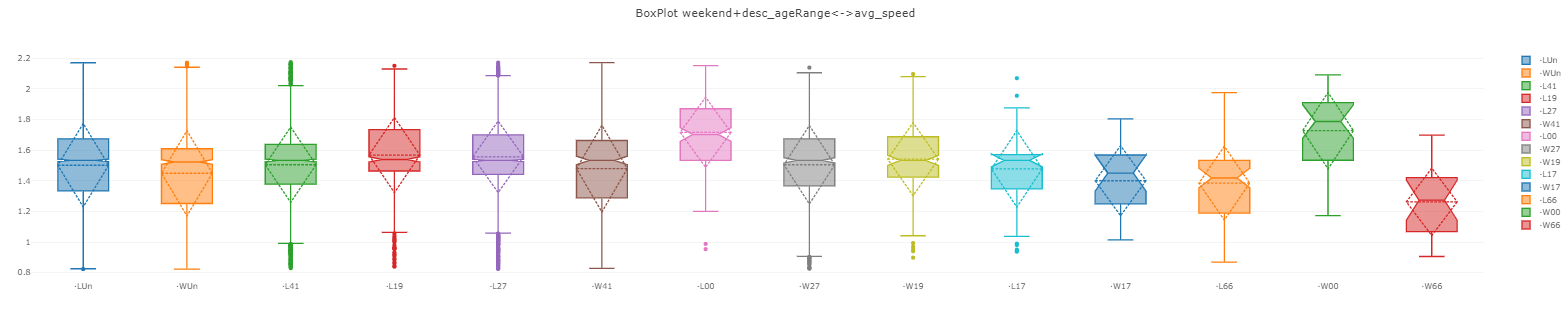 BoxPlot weekend+desc_ageRange<->avg_speed
2.2
2
1.8
1.6
1.4
1.2
1
0.8
-LUn
-WUn
-L41
-L19
-L27
-W41
-L00
-W27
-W19
-L17
-W17
-L66
-W00
-W66
-LUn
-WUn
-L41
-L19
-L27
-W41
-L00
-W27
-W19
-L17
-W17
-L66
-W00
-W66